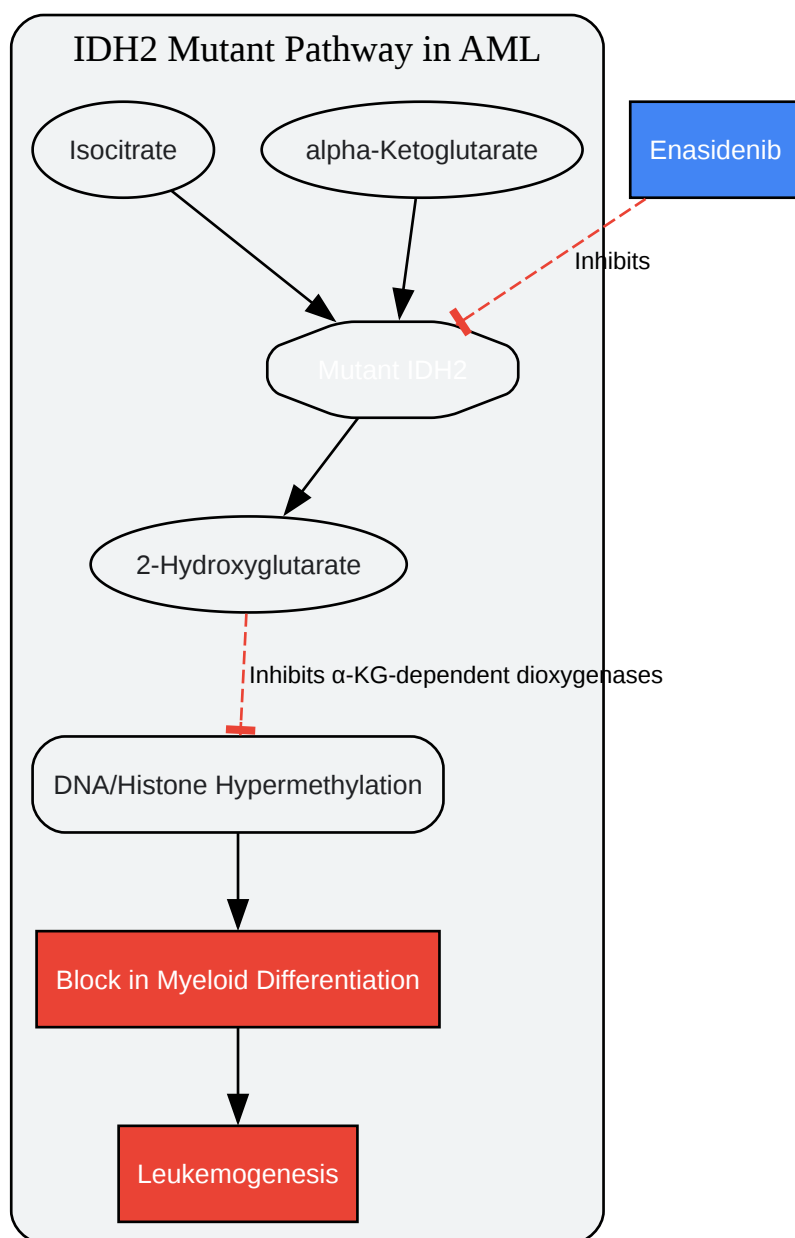 IDH2 Mutant Pathway in AML
Isocitrate
alpha-Ketoglutarate
Enasidenib
Inhibits
Mutant IDH2
2-Hydroxyglutarate
Inhibits α-KG-dependent dioxygenases
DNA/Histone Hypermethylation
Block in Myeloid Differentiation
Leukemogenesis